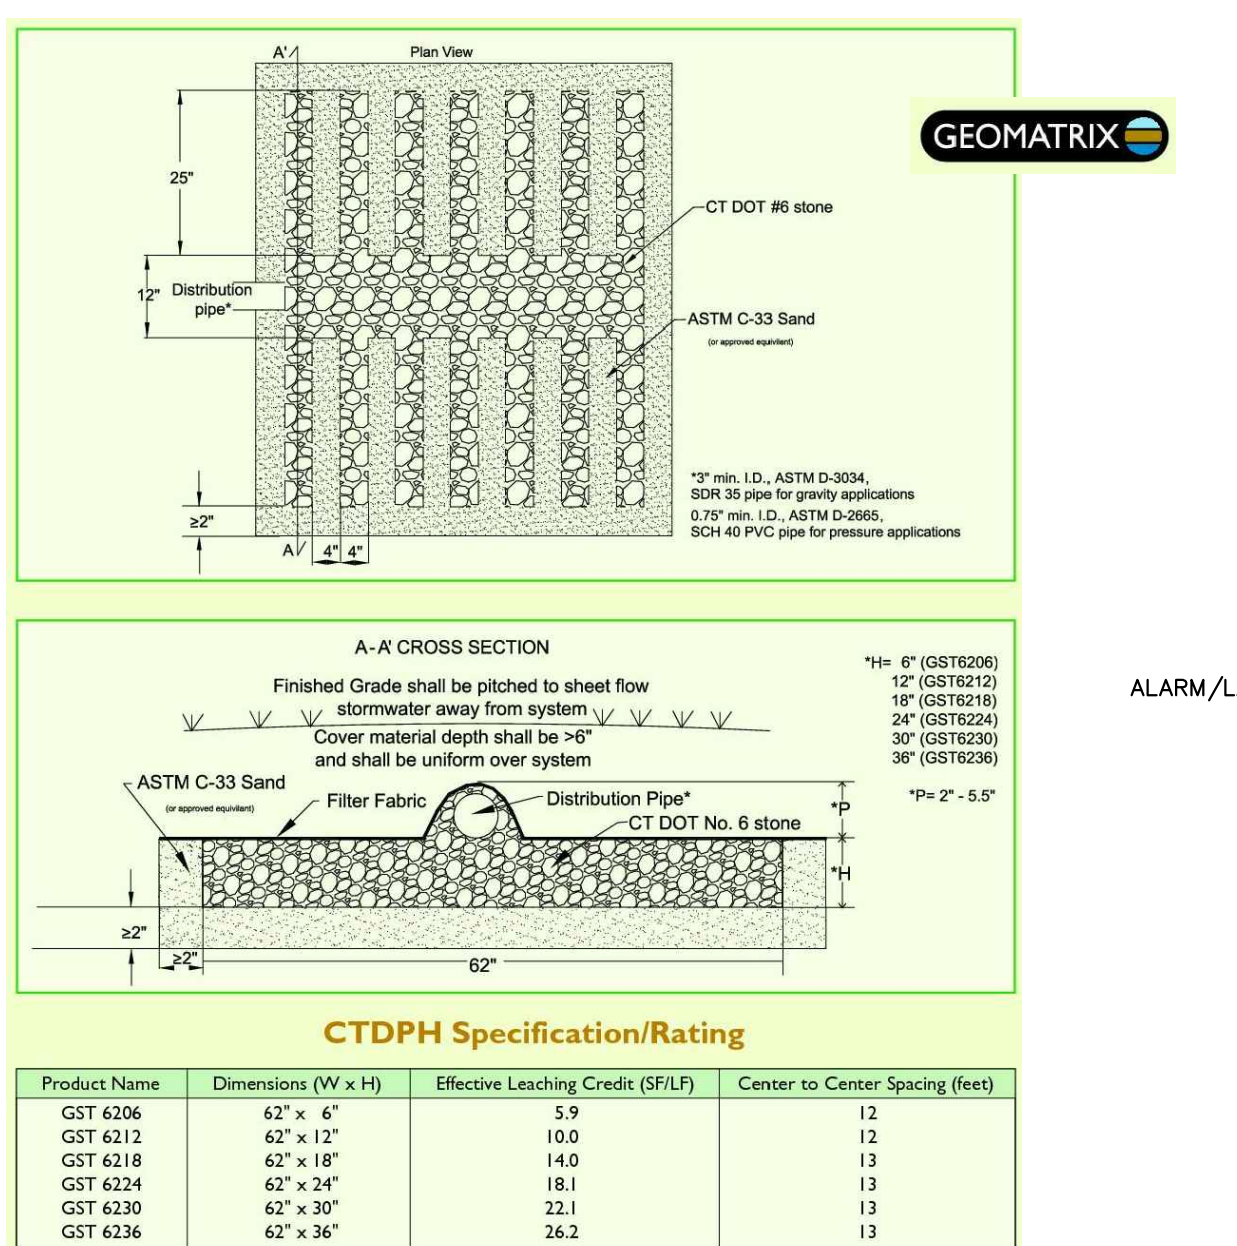 A'
Plan View
GEOMATRIX
25"
CT DOT #6 stone
12"
Distribution
pipe*
ASTM C-33 Sand
(or approved equivilent)
*3" min. I.D., ASTM D-3034,
SDR 35 pipe for gravity applications
0.75" min. I.D., ASTM D-2665,
SCH 40 PVC pipe for pressure applications
≥2"
A
4" 4"
A-A' CROSS SECTION
*H= 6" (GST6206)
12" (GST6212)
18" (GST6218)
24" (GST6224)
30" (GST6230)
36" (GST6236)
*P= 2" - 5.5"
Finished Grade shall be pitched to sheet flow
stormwater away from system
Cover material depth shall be >6"
and shall be uniform over system
ALARM/L
ASTM C-33 Sand
(or approved equivilant)
Filter Fabric
Distribution Pipe*
CT DOT No. 6 stone
*P
*H
≥2"
≥2"
62"
CTDPH Specification/Rating
Product Name Dimensions (W x H) Effective Leaching Credit (SF/LF) Center to Center Spacing (feet)
GST 6206 62" x 6" 5.9 12
GST 6212 62" x 12" 10.0 12
GST 6218 62" x 18" 14.0 13
GST 6224 62" x 24" 18.1 13
GST 6230 62" x 30" 22.1 13
GST 6236 62" x 36" 26.2 13